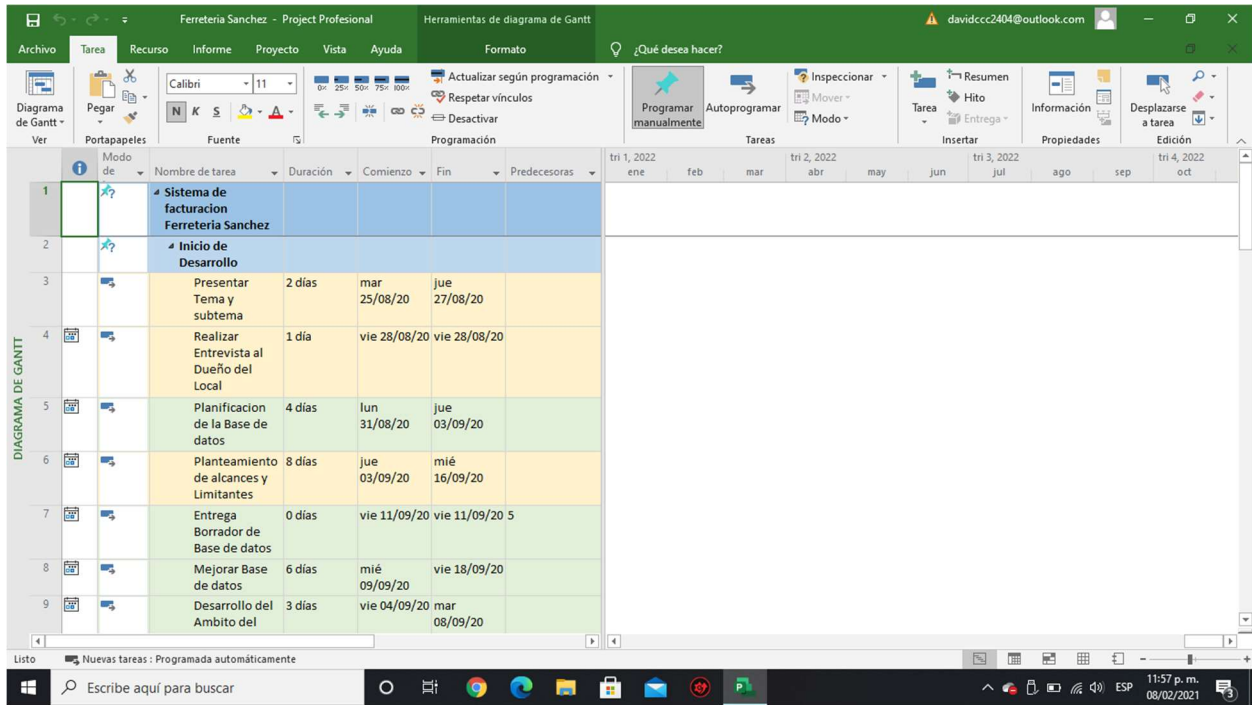 Ferreteria Sanchez - Project Profesional
Herramientas de diagrama de Gantt
davidccc2404@outlook.com
Archivo Tarea Recurso Informe Proyecto Vista Ayuda Formato ¿Qué desea hacer?
Diagrama de Gantt
Ver
Pegar
Portapapeles
Calibri 11
N K S A
Fuente
0× 25× 50× 75× 100×
Actualizar según programación
Respetar vínculos
Desactivar
Programación
Programar manualmente
Autoprogramar
Inspeccionar
Mover
Modo
Tareas
Tarea
Resumen
Hito
Entrega
Insertar
Información
Propiedades
Desplazarse a tarea
Edición
Modo de Nombre de tarea Duración Comienzo Fin Predecesoras
tri 1, 2022 tri 2, 2022 tri 3, 2022 tri 4, 2022
ene feb mar abr may jun jul ago sep oct
DIAGRAMA DE GANTT
1 Sistema de
facturacion
Ferreteria Sanchez
2 Inicio de
Desarrollo
3 Presentar 2 días mar jue
Tema y 25/08/20 27/08/20
subtema
4 Realizar 1 día vie 28/08/20 vie 28/08/20
Entrevista al
Dueño del
Local
5 Planificacion 4 días lun jue
de la Base de 31/08/20 03/09/20
datos
6 Planteamiento 8 días jue mié
de alcances y 03/09/20 16/09/20
Limitantes
7 Entrega 0 días vie 11/09/20 vie 11/09/20 5
Borrador de
Base de datos
8 Mejorar Base 6 días mié vie 18/09/20
de datos 09/09/20
9 Desarrollo del 3 días vie 04/09/20 mar
Ambito del 08/09/20
Listo Nuevas tareas : Programada automáticamente
Escribe aquí para buscar
ESP
11:57 p. m.
08/02/2021
3